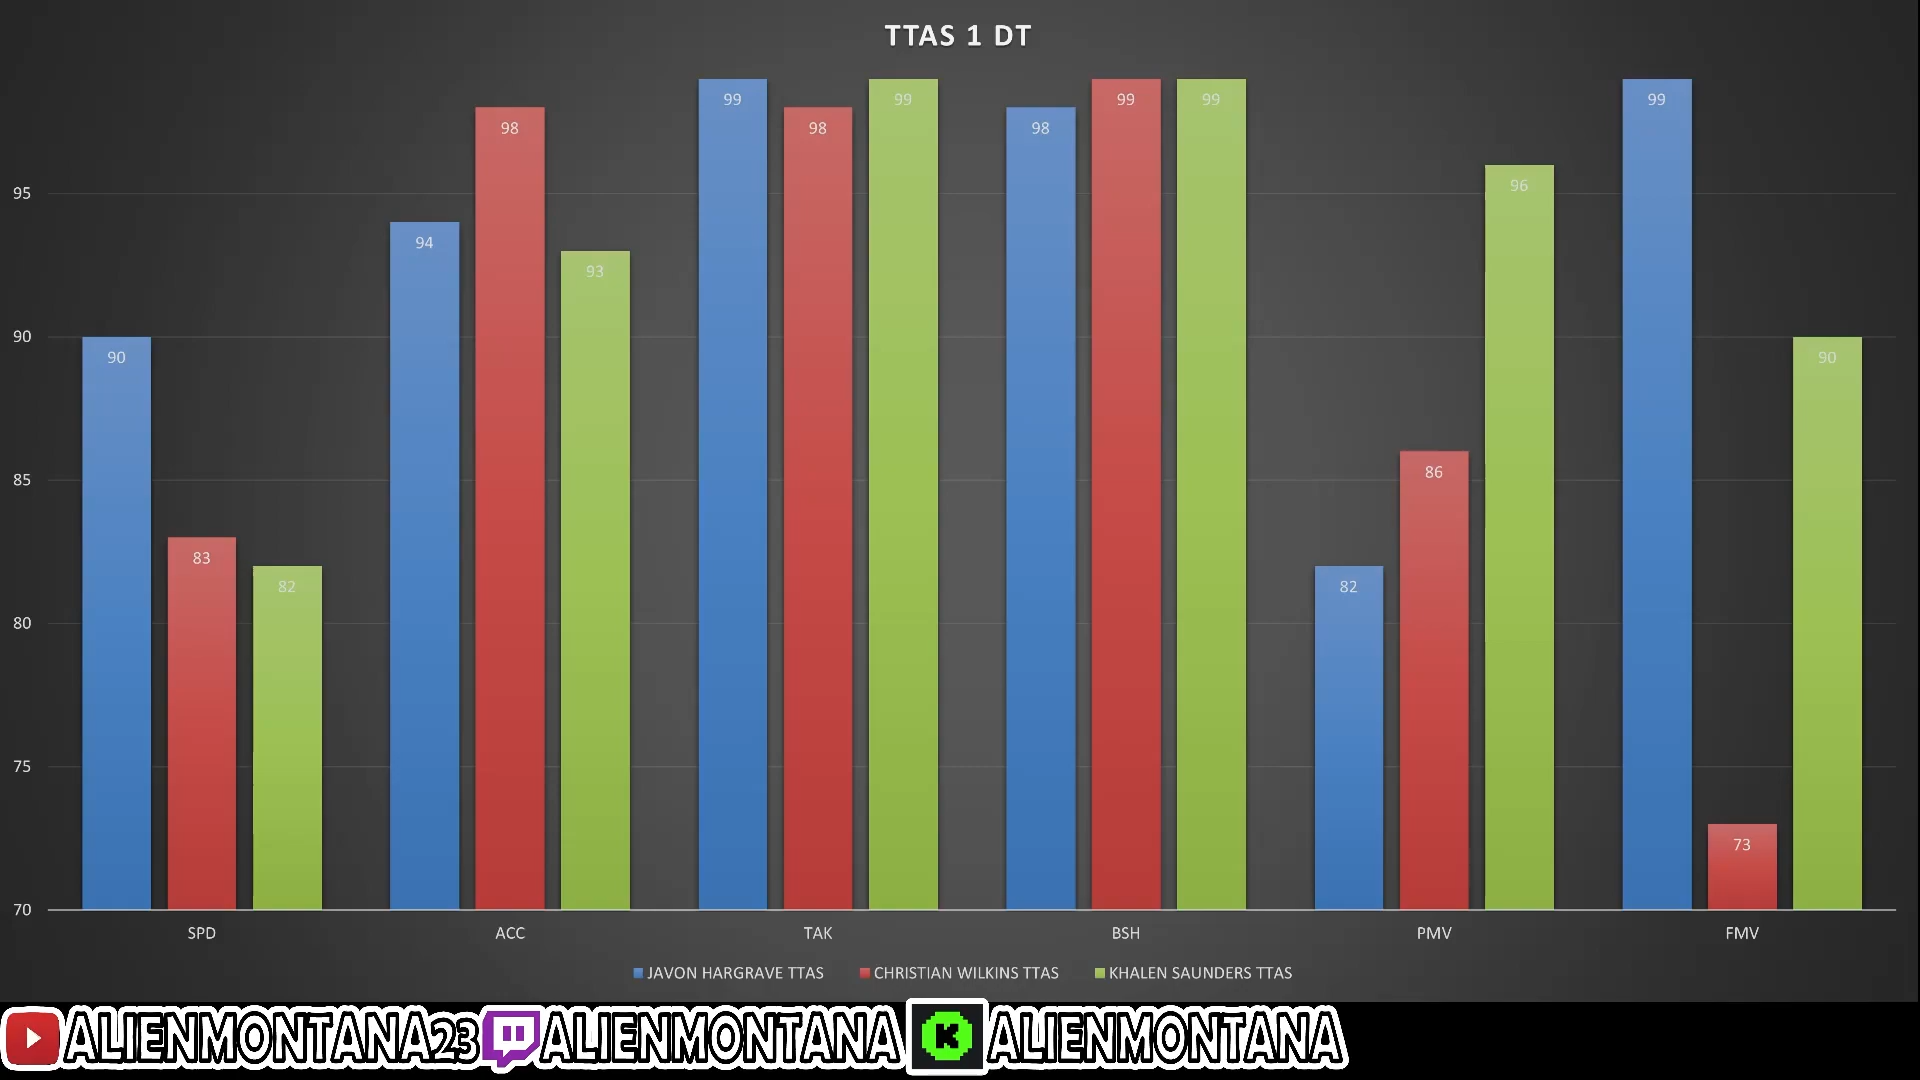 TTAS 1 DT
99 99 99 99 99
98 98 98
96
95
94
93
90 90 90
86
85
83
82 82
80
75
73
70
SPD ACC TAK BSH PMV FMV
JAVON HARGRAVE TTAS CHRISTIAN WILKINS TTAS KHALEN SAUNDERS TTAS
ALIENMONTANA23 ALIENMONTANA K ALIENMONTANA